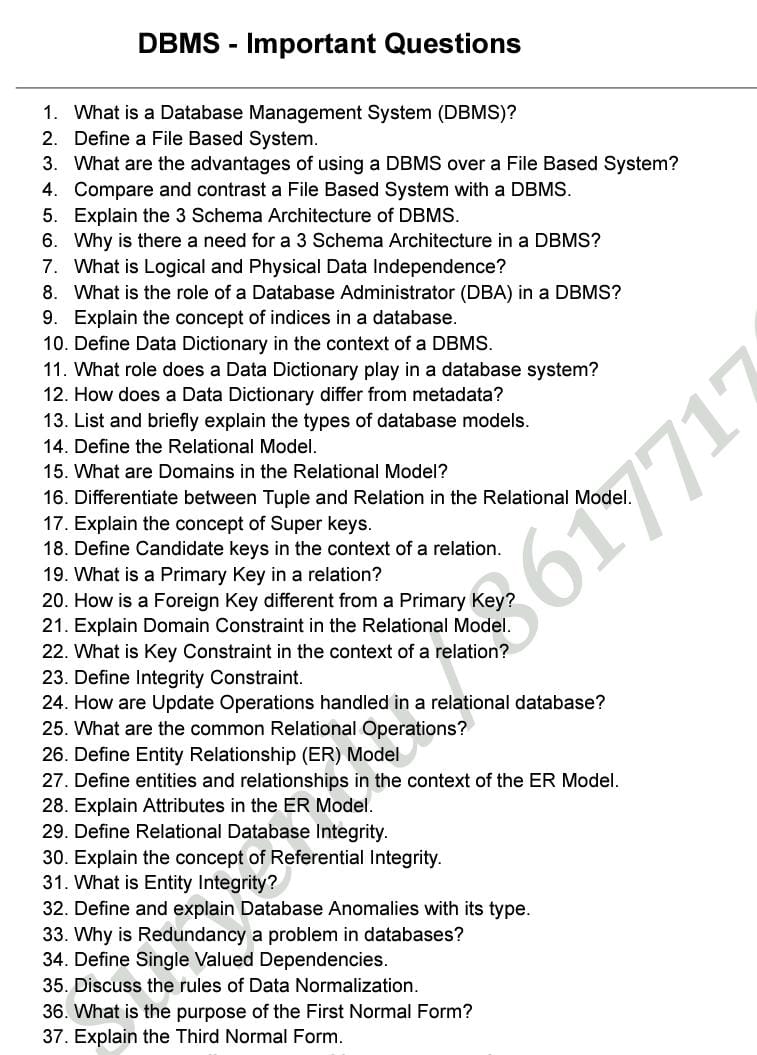 DBMS - Important Questions
1. What is a Database Management System (DBMS)?
2. Define a File Based System.
3. What are the advantages of using a DBMS over a File Based System?
4. Compare and contrast a File Based System with a DBMS.
5. Explain the 3 Schema Architecture of DBMS.
6. Why is there a need for a 3 Schema Architecture in a DBMS?
7. What is Logical and Physical Data Independence?
8. What is the role of a Database Administrator (DBA) in a DBMS?
9. Explain the concept of indices in a database.
10. Define Data Dictionary in the context of a DBMS.
11. What role does a Data Dictionary play in a database system?
12. How does a Data Dictionary differ from metadata?
13. List and briefly explain the types of database models.
14. Define the Relational Model.
15. What are Domains in the Relational Model?
16. Differentiate between Tuple and Relation in the Relational Model.
17. Explain the concept of Super keys.
18. Define Candidate keys in the context of a relation.
19. What is a Primary Key in a relation?
20. How is a Foreign Key different from a Primary Key?
21. Explain Domain Constraint in the Relational Model.
22. What is Key Constraint in the context of a relation?
23. Define Integrity Constraint.
24. How are Update Operations handled in a relational database?
25. What are the common Relational Operations?
26. Define Entity Relationship (ER) Model
27. Define entities and relationships in the context of the ER Model.
28. Explain Attributes in the ER Model.
29. Define Relational Database Integrity.
30. Explain the concept of Referential Integrity.
31. What is Entity Integrity?
32. Define and explain Database Anomalies with its type.
33. Why is Redundancy a problem in databases?
34. Define Single Valued Dependencies.
35. Discuss the rules of Data Normalization.
36. What is the purpose of the First Normal Form?
37. Explain the Third Normal Form.
Suryendu / 8617717